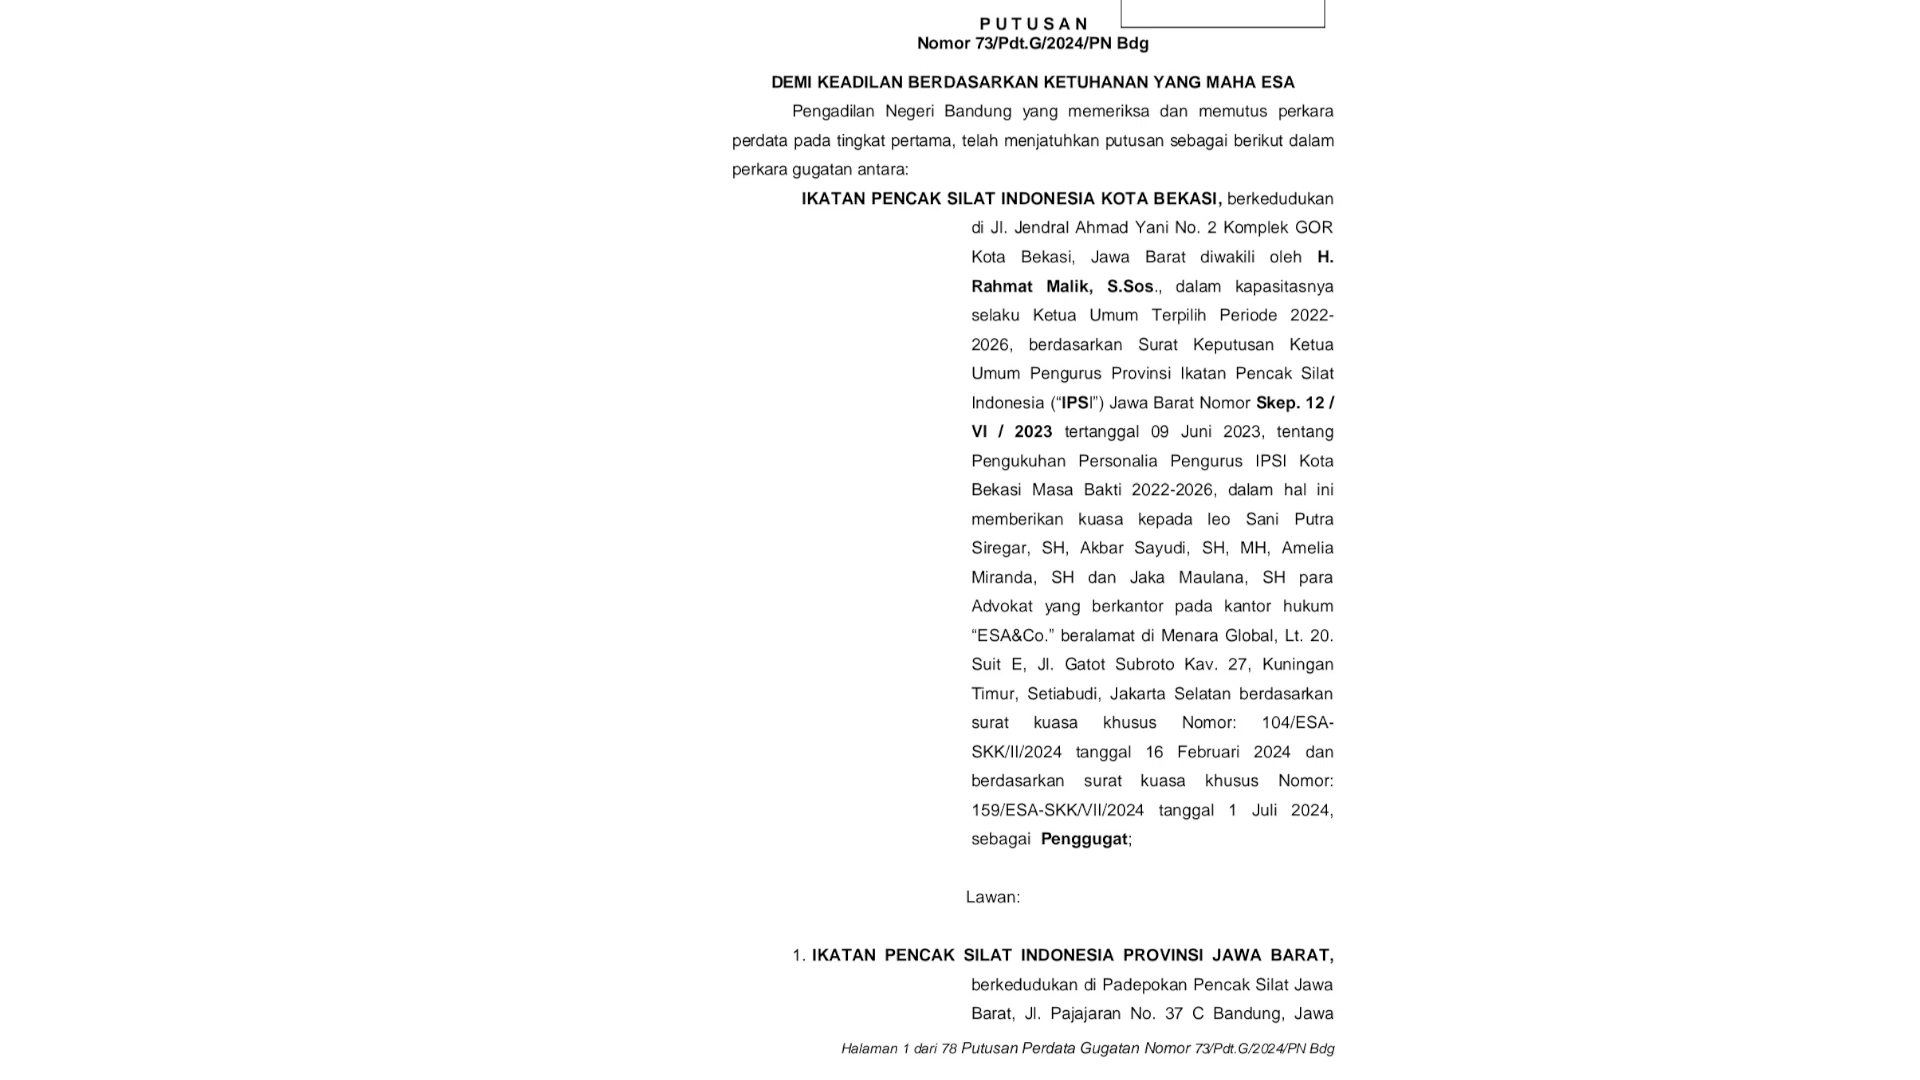 P U T U S A N
Nomor 73/Pdt.G/2024/PN Bdg
DEMI KEADILAN BERDASARKAN KETUHANAN YANG MAHA ESA
Pengadilan Negeri Bandung yang memeriksa dan memutus perkara
perdata pada tingkat pertama, telah menjatuhkan putusan sebagai berikut dalam
perkara gugatan antara:
IKATAN PENCAK SILAT INDONESIA KOTA BEKASI, berkedudukan
di Jl. Jendral Ahmad Yani No. 2 Komplek GOR
Kota Bekasi, Jawa Barat diwakili oleh H.
Rahmat Malik, S.Sos., dalam kapasitasnya
selaku Ketua Umum Terpilih Periode 2022-
2026, berdasarkan Surat Keputusan Ketua
Umum Pengurus Provinsi Ikatan Pencak Silat
Indonesia (“IPSI”) Jawa Barat Nomor Skep. 12 /
VI / 2023 tertanggal 09 Juni 2023, tentang
Pengukuhan Personalia Pengurus IPSI Kota
Bekasi Masa Bakti 2022-2026, dalam hal ini
memberikan kuasa kepada leo Sani Putra
Siregar, SH, Akbar Sayudi, SH, MH, Amelia
Miranda, SH dan Jaka Maulana, SH para
Advokat yang berkantor pada kantor hukum
“ESA&Co.” beralamat di Menara Global, Lt. 20.
Suit E, Jl. Gatot Subroto Kav. 27, Kuningan
Timur, Setiabudi, Jakarta Selatan berdasarkan
surat kuasa khusus Nomor: 104/ESA-
SKK/II/2024 tanggal 16 Februari 2024 dan
berdasarkan surat kuasa khusus Nomor:
159/ESA-SKK/VII/2024 tanggal 1 Juli 2024,
sebagai Penggugat;
Lawan:
1. IKATAN PENCAK SILAT INDONESIA PROVINSI JAWA BARAT,
berkedudukan di Padepokan Pencak Silat Jawa
Barat, Jl. Pajajaran No. 37 C Bandung, Jawa
Halaman 1 dari 78 Putusan Perdata Gugatan Nomor 73/Pdt.G/2024/PN Bdg